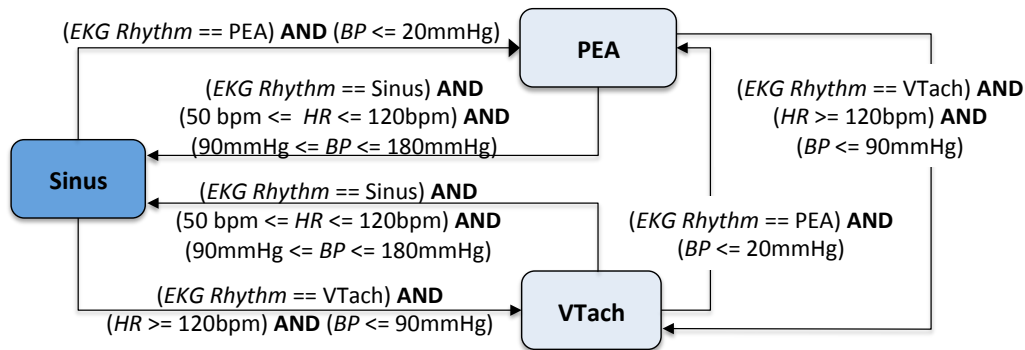 (EKG Rhythm == PEA) AND (BP <= 20mmHg)
PEA
(EKG Rhythm == Sinus) AND
(50 bpm <= HR <= 120bpm) AND
(90mmHg <= BP <= 180mmHg)
(EKG Rhythm == VTach) AND
(HR >= 120bpm) AND
(BP <= 90mmHg)
Sinus
(EKG Rhythm == Sinus) AND
(50 bpm <= HR <= 120bpm) AND
(90mmHg <= BP <= 180mmHg)
(EKG Rhythm == PEA) AND
(BP <= 20mmHg)
(EKG Rhythm == VTach) AND
(HR >= 120bpm) AND (BP <= 90mmHg)
VTach